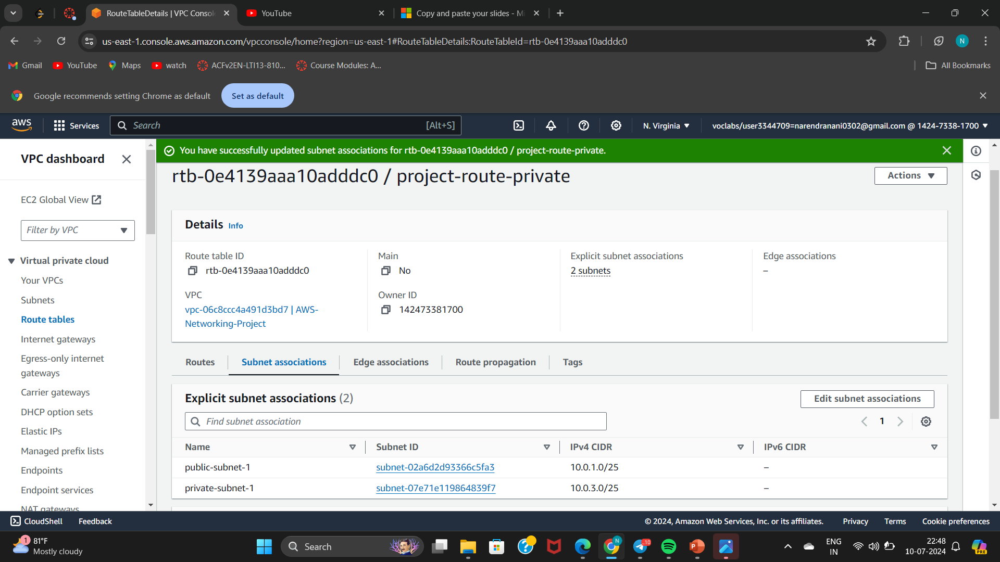 RouteTableDetails | VPC Consol
YouTube
Copy and paste your slides - Mi
us-east-1.console.aws.amazon.com/vpcconsole/home?region=us-east-1#RouteTableDetails:RouteTableId=rtb-0e4139aaa10adddc0
N
Gmail
YouTube
Maps
watch
ACFv2EN-LTI13-810...
Course Modules: A...
All Bookmarks
Google recommends setting Chrome as default
Set as default
aws
Services
Search
[Alt+S]
N. Virginia
voclabs/user3344709=narendranani0302@gmail.com @ 1424-7338-1700
VPC dashboard
EC2 Global View
Filter by VPC
Virtual private cloud
Your VPCs
Subnets
Route tables
Internet gateways
Egress-only internet
gateways
Carrier gateways
DHCP option sets
Elastic IPs
Managed prefix lists
Endpoints
Endpoint services
NAT gateways
You have successfully updated subnet associations for rtb-0e4139aaa10adddc0 / project-route-private.
rtb-0e4139aaa10adddc0 / project-route-private
Actions
Details Info
Route table ID
rtb-0e4139aaa10adddc0
Main
No
Explicit subnet associations
2 subnets
Edge associations
–
VPC
vpc-06c8ccc4a491d3bd7 | AWS-
Networking-Project
Owner ID
142473381700
Routes
Subnet associations
Edge associations
Route propagation
Tags
Explicit subnet associations (2)
Edit subnet associations
Find subnet association
1
Name
Subnet ID
IPv4 CIDR
IPv6 CIDR
public-subnet-1
subnet-02a6d2d93366c5fa3
10.0.1.0/25
–
private-subnet-1
subnet-07e71e119864839f7
10.0.3.0/25
–
CloudShell
Feedback
© 2024, Amazon Web Services, Inc. or its affiliates.
Privacy
Terms
Cookie preferences
1
81°F
Mostly cloudy
Search
N
10
P
ENG
IN
22:48
10-07-2024
PRE